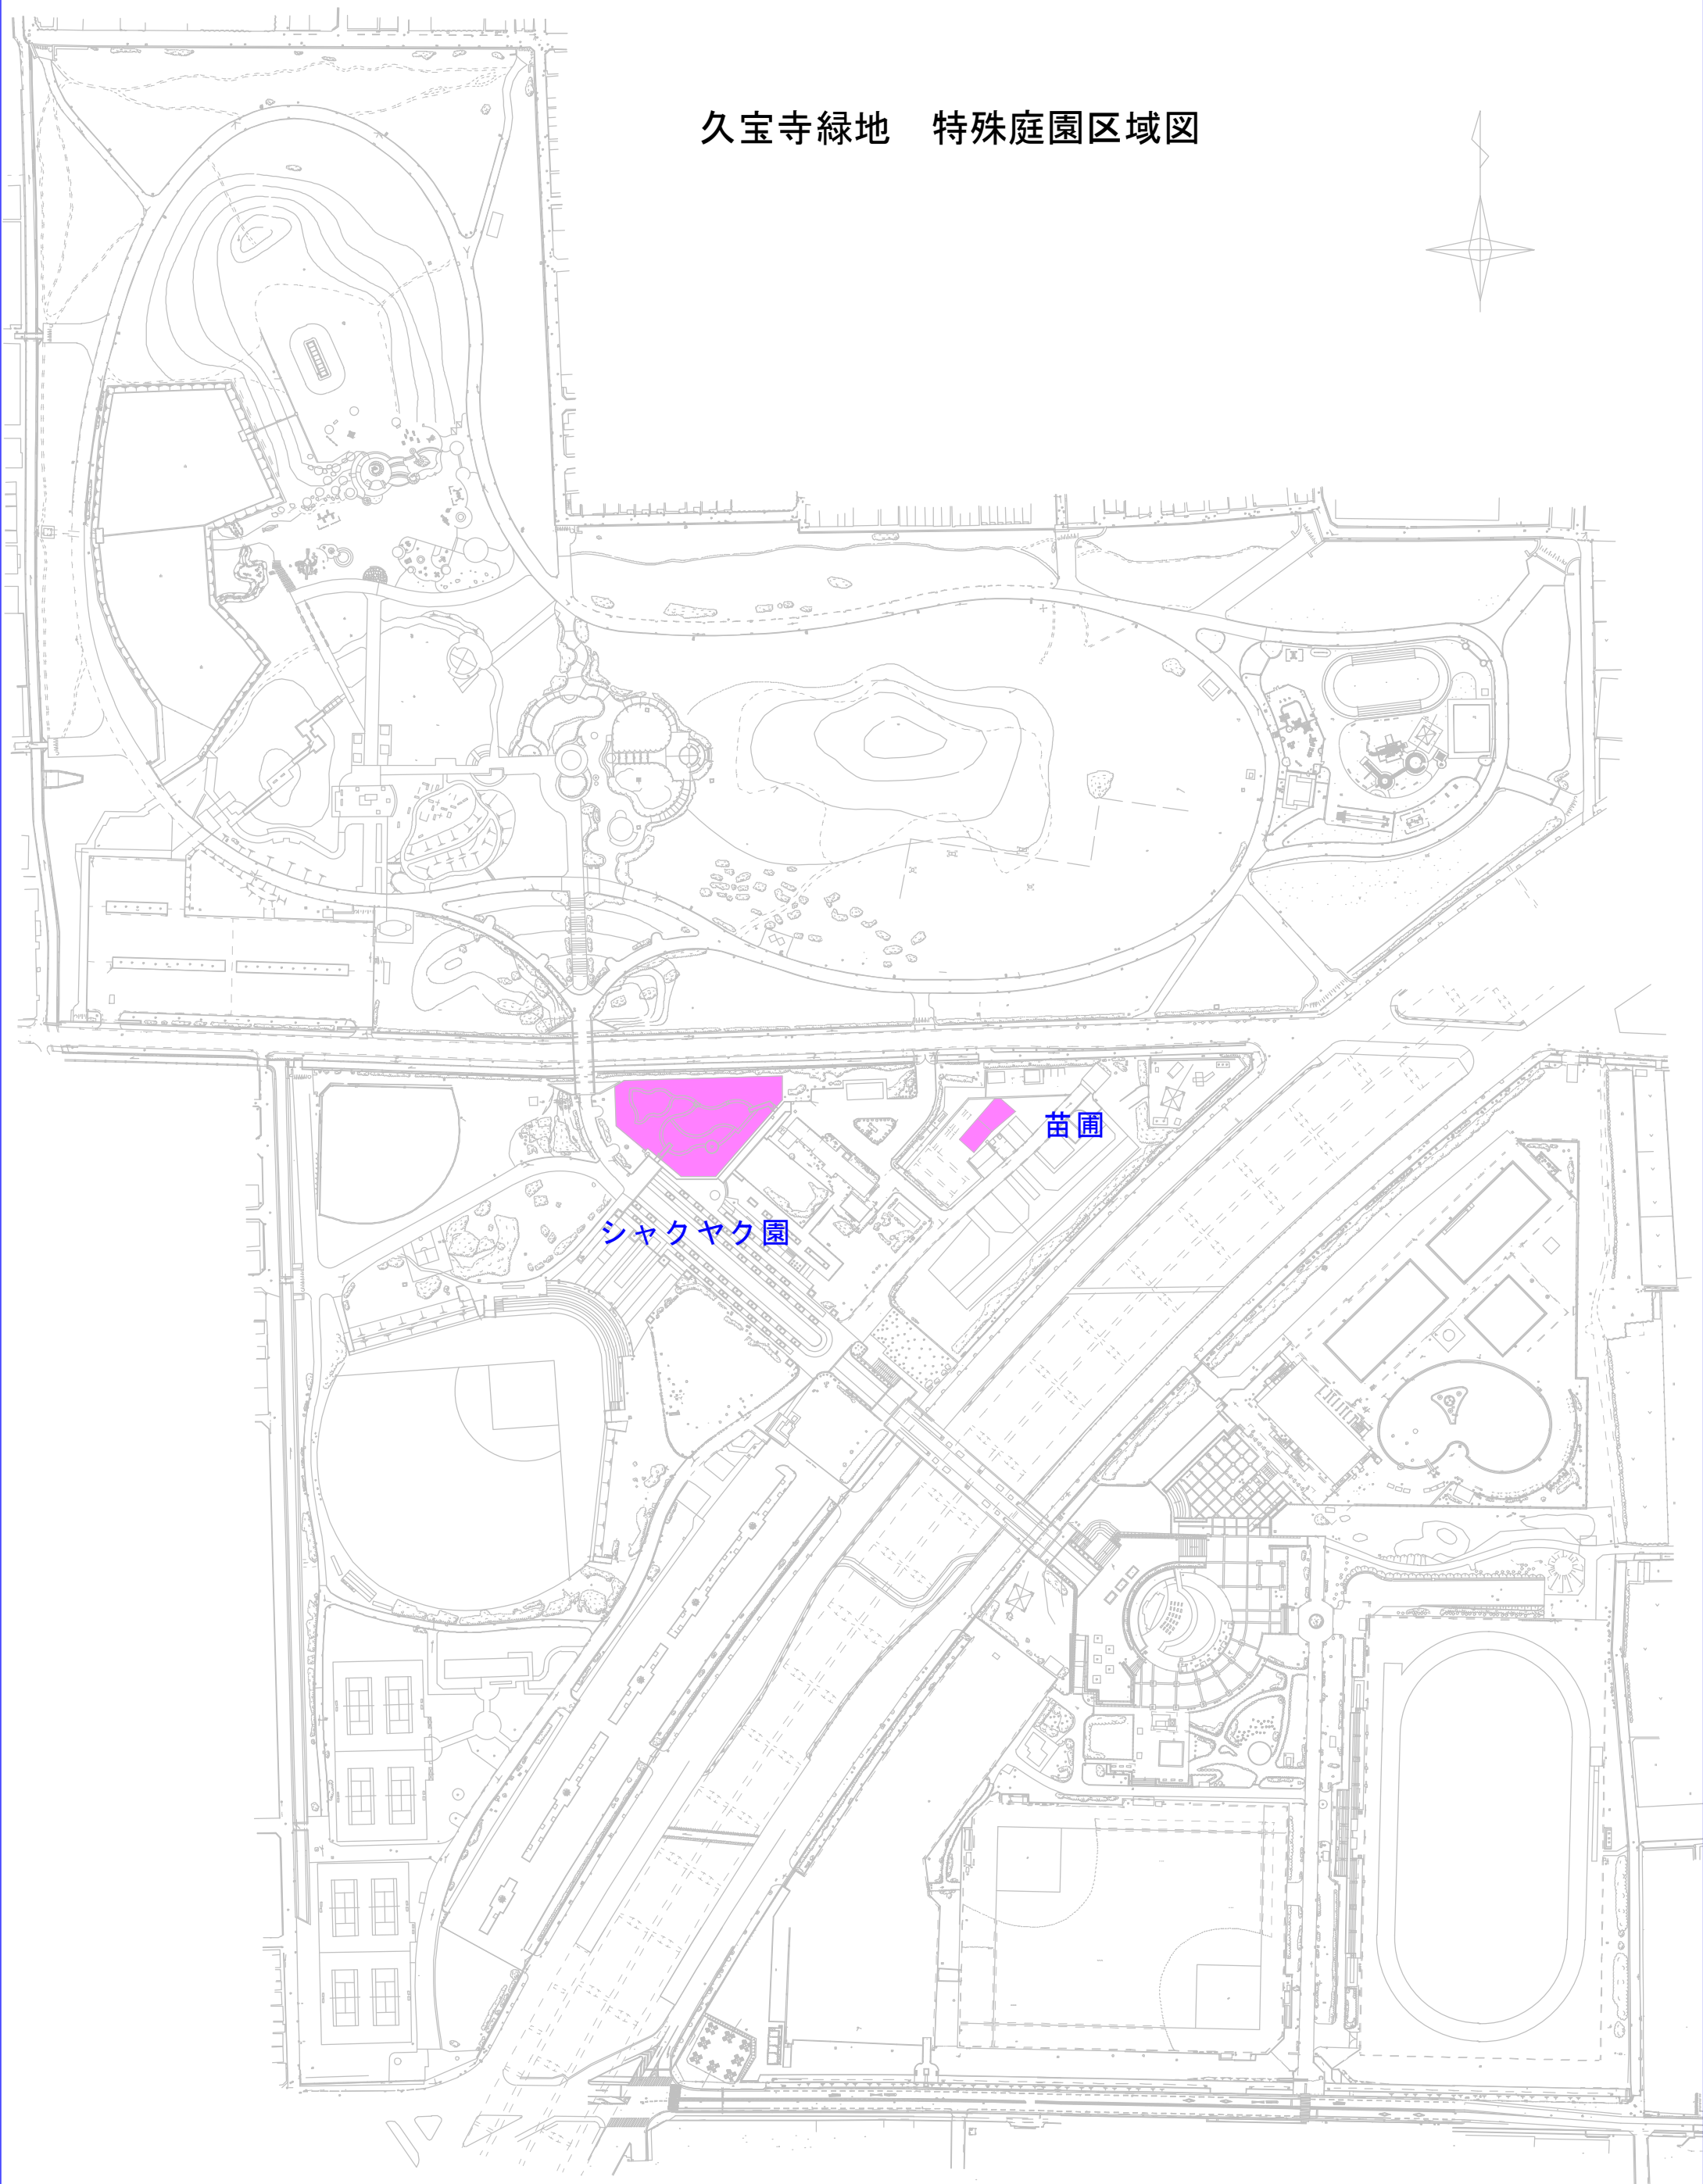 久宝寺緑地　特殊庭園区域図
苗圃
シャクヤク園